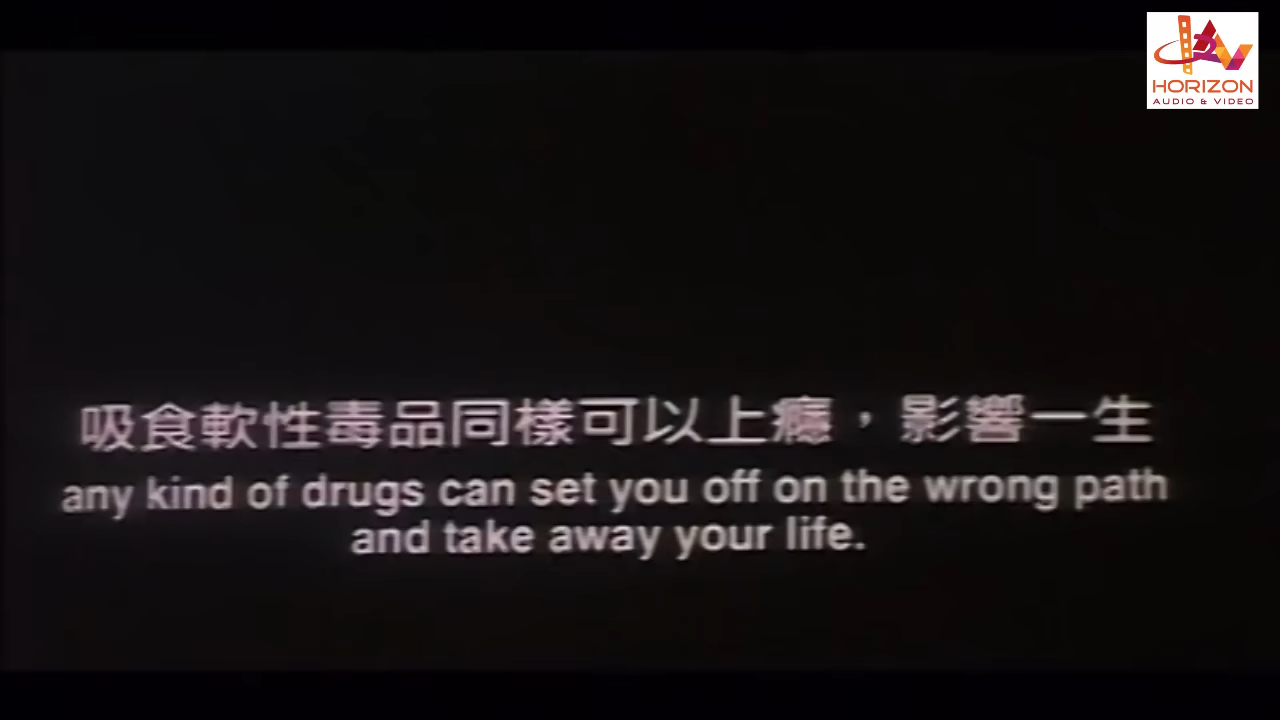 HORIZON
AUDIO & VIDEO
吸食軟性毒品同樣可以上癮，影響一生
any kind of drugs can set you off on the wrong path
and take away your life.